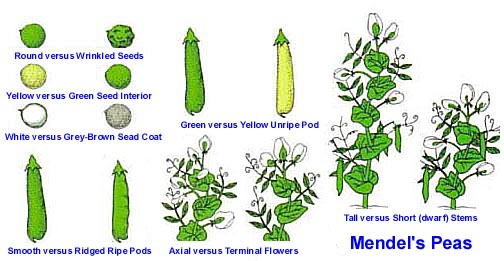 Round versus Wrinkled Seeds
Yellow versus Green Seed Interior
White versus Grey-Brown Sead Coat
Green versus Yellow Unripe Pod
Smooth versus Ridged Ripe Pods
Axial versus Terminal Flowers
Tall versus Short (dwarf) Stems
Mendel's Peas